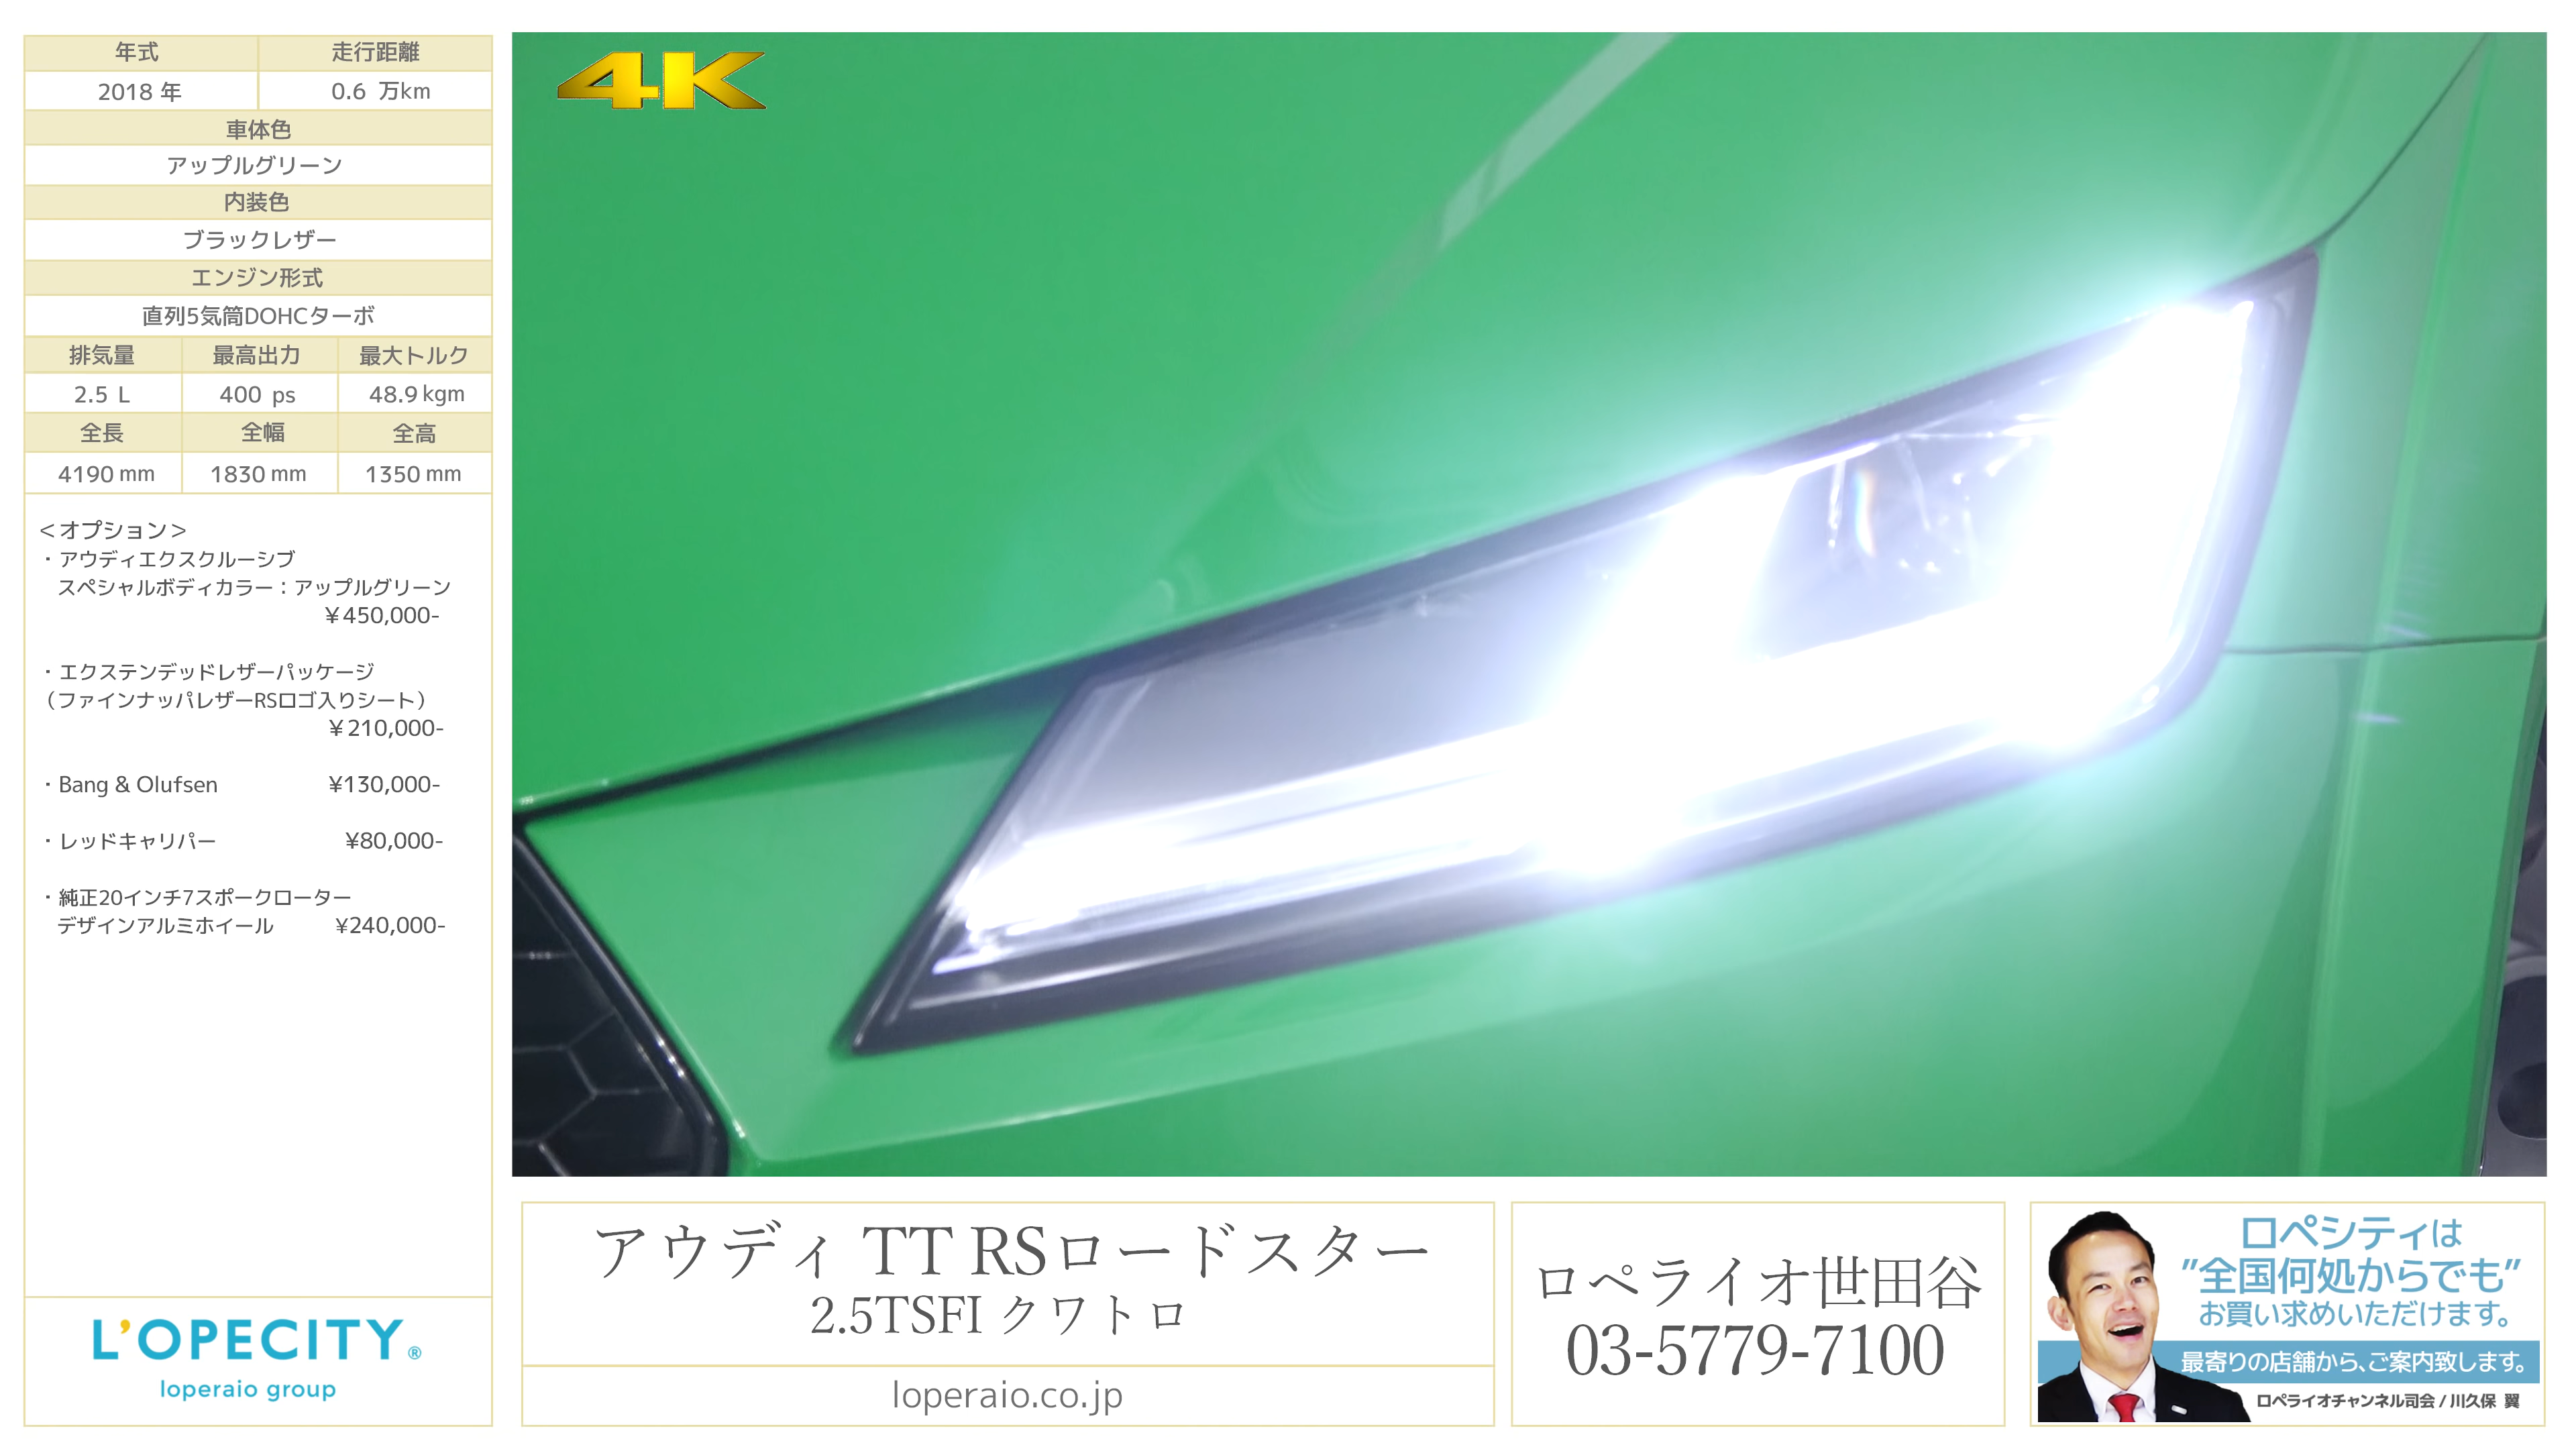 年式 走行距離
2018 年 0.6 万km
車体色
アップルグリーン
内装色
ブラックレザー
エンジン形式
直列5気筒DOHCターボ
排気量 最高出力 最大トルク
2.5 L 400 ps 48.9 kgm
全長 全幅 全高
4190 mm 1830 mm 1350 mm
＜オプション＞
・アウディエクスクルーシブ
スペシャルボディカラー：アップルグリーン
￥450,000-
・エクステンデッドレザーパッケージ
（ファインナッパレザーRSロゴ入りシート）
￥210,000-
・Bang & Olufsen ¥130,000-
・レッドキャリパー ¥80,000-
・純正20インチ7スポークローター
デザインアルミホイール ¥240,000-
L'OPECITY®
loperaio group
4K
アウディ TT RSロードスター
2.5TSFI クワトロ
loperaio.co.jp
ロペライオ世田谷
03-5779-7100
ロペシティは
”全国何処からでも”
お買い求めいただけます。
最寄りの店舗から、ご案内致します。
ロペライオチャンネル司会 / 川久保 翼